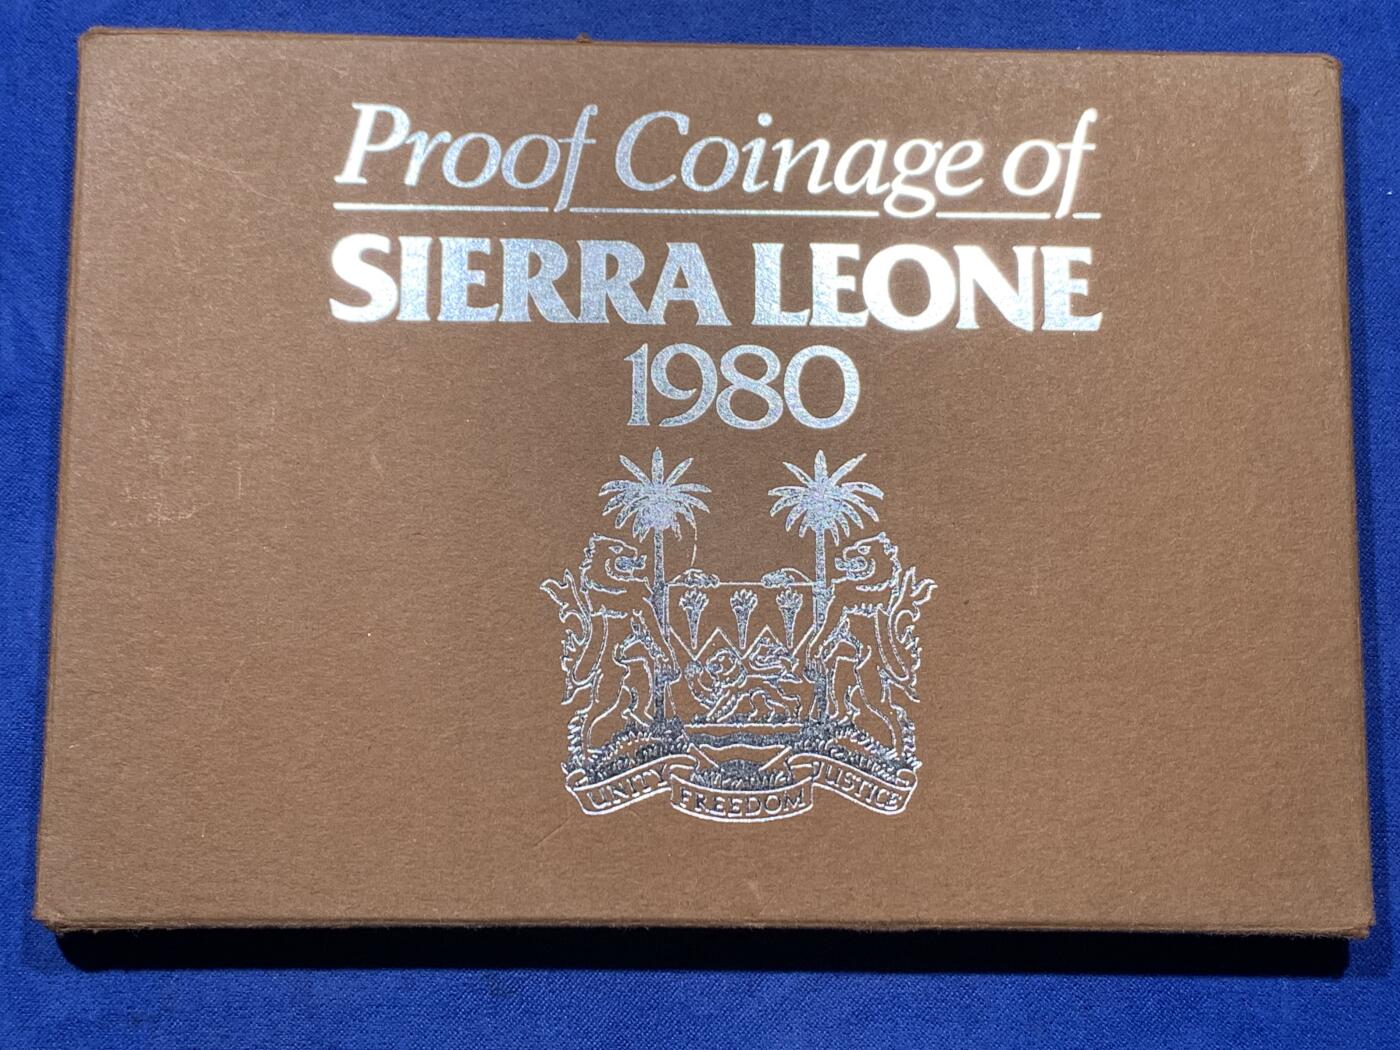 Proof Coinage of
SIERRA LEONE
1980
UNITY FREEDOM JUSTICE